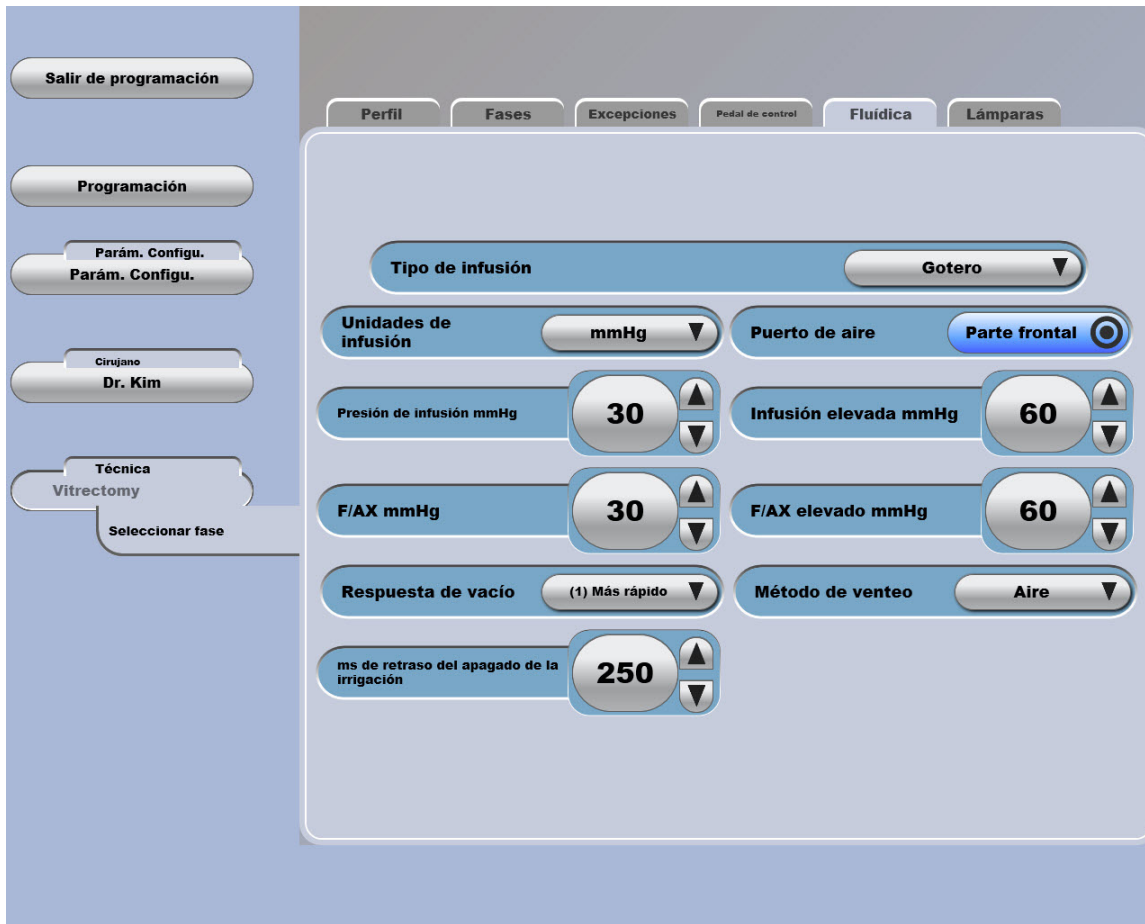 Salir de programación
Programación
Parám. Configu.
Parám. Configu.
Cirujano
Dr. Kim
Técnica
Vitrectomy
Seleccionar fase
Perfil
Fases
Excepciones
Pedal de control
Fluídica
Lámparas
Tipo de infusión
Gotero
Unidades de
infusión
mmHg
Puerto de aire
Parte frontal
Presión de infusión mmHg
30
Infusión elevada mmHg
60
F/AX mmHg
30
F/AX elevado mmHg
60
Respuesta de vacío
(1) Más rápido
Método de venteo
Aire
ms de retraso del apagado de la
irrigación
250